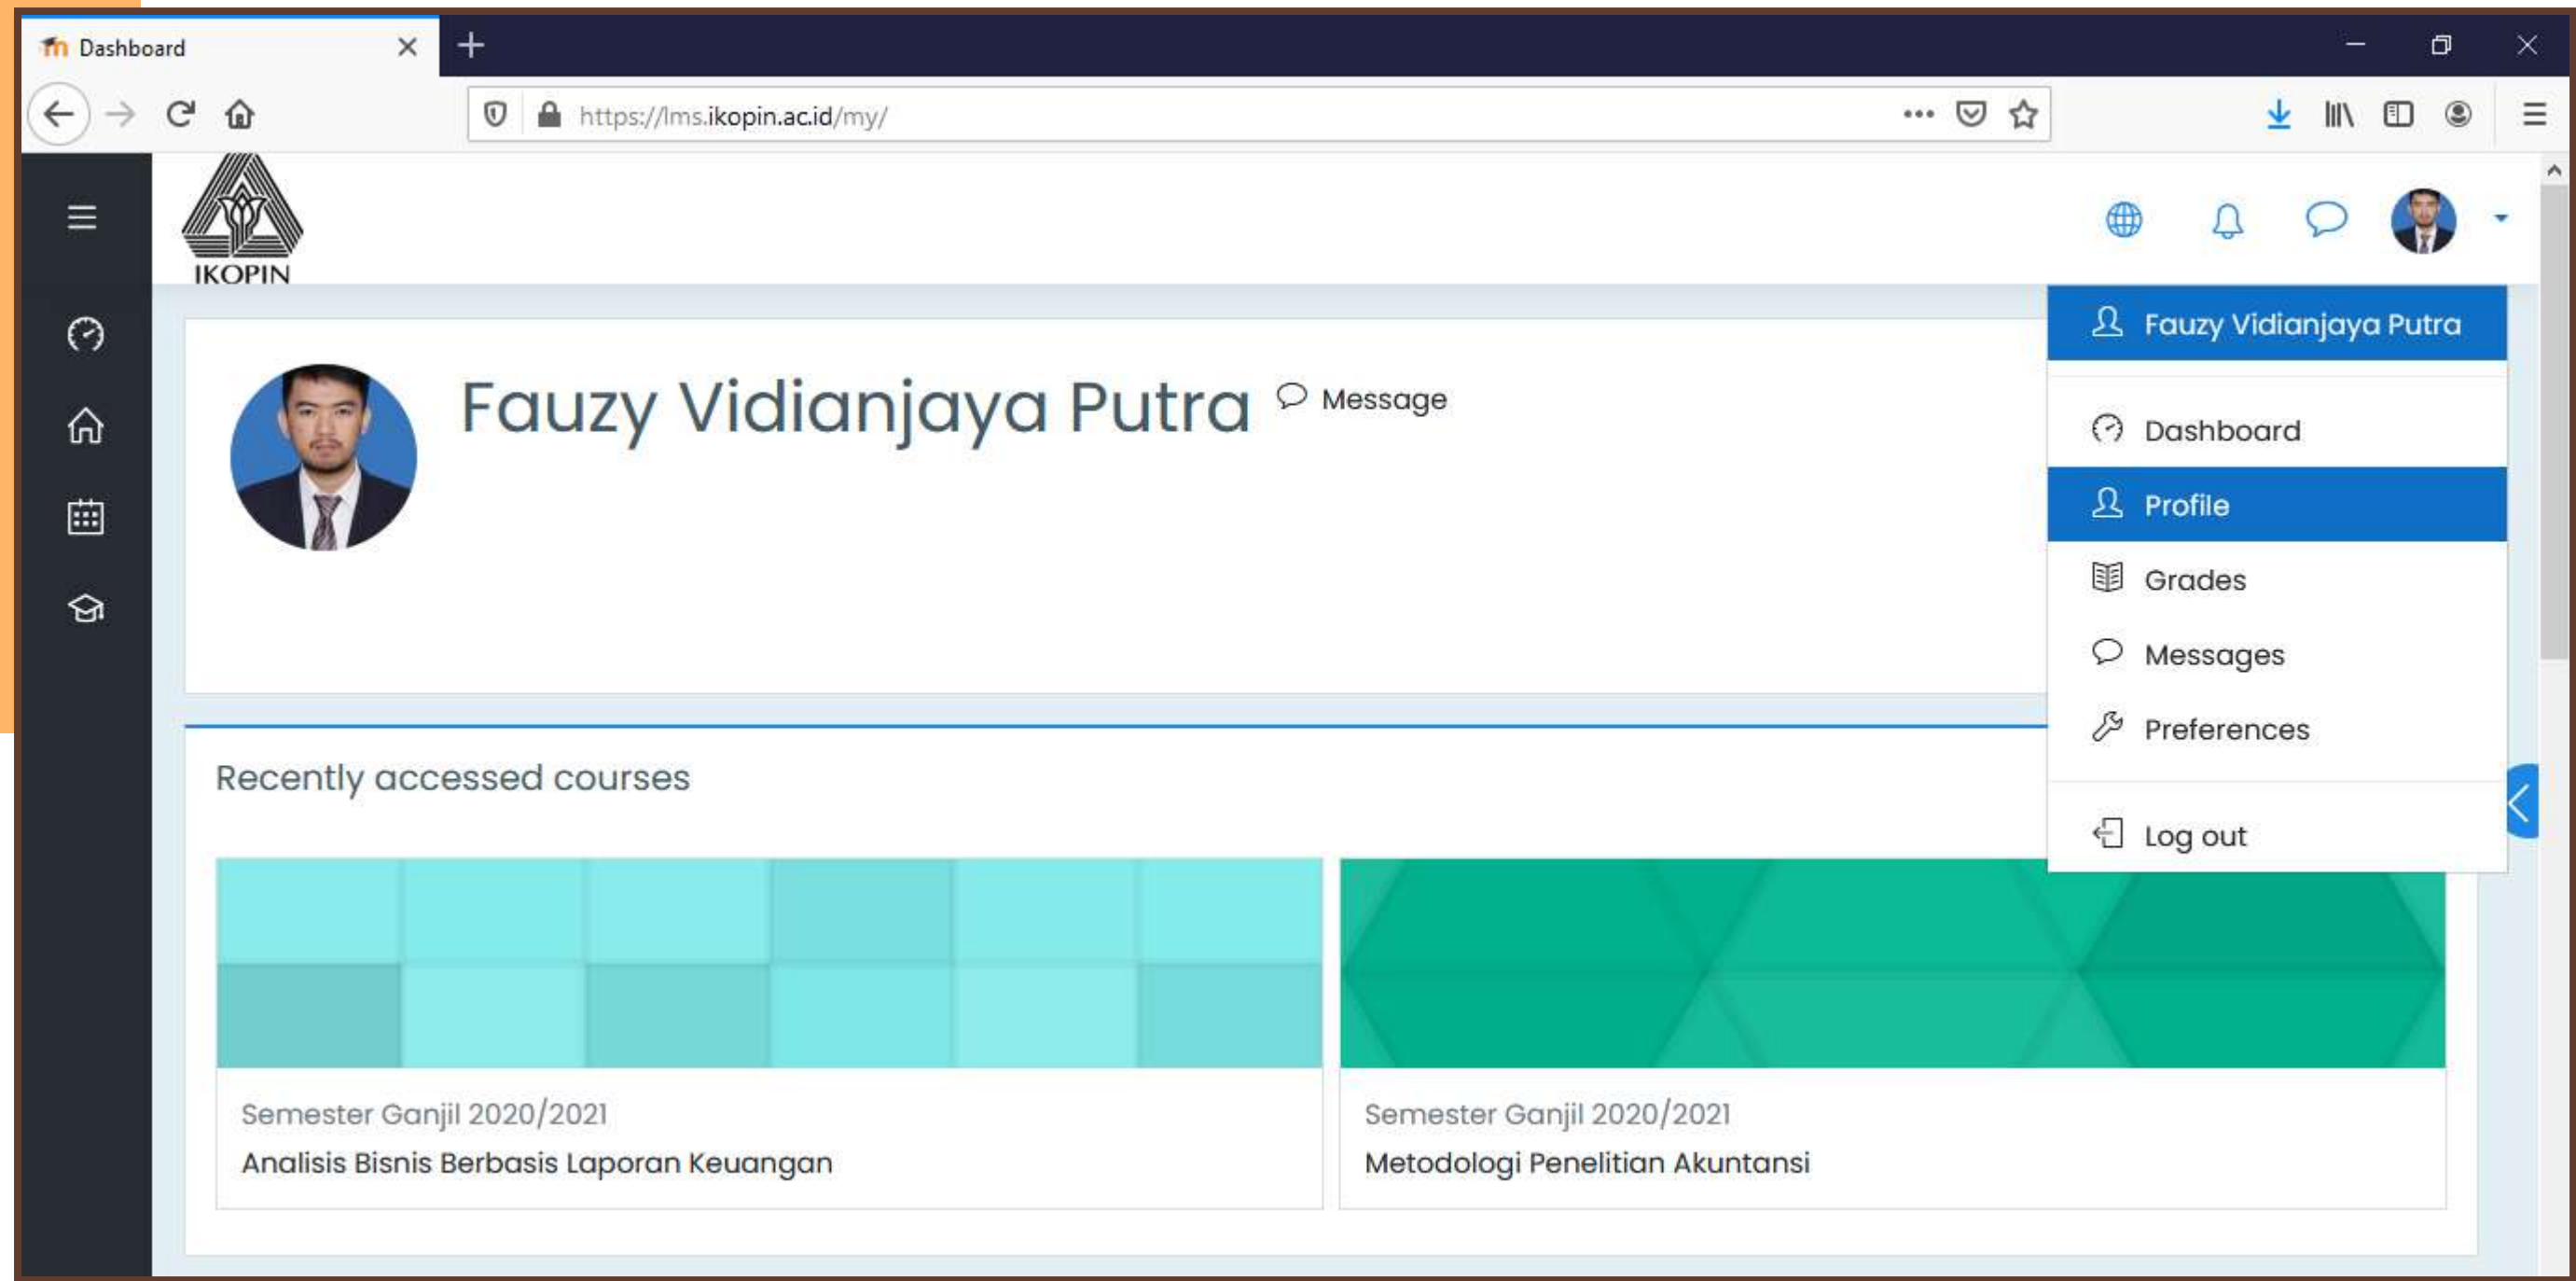 Dashboard
https://lms.ikopin.ac.id/my/
IKOPIN
Fauzy Vidianjaya Putra
Message
Fauzy Vidianjaya Putra
Dashboard
Profile
Grades
Messages
Preferences
Log out
Recently accessed courses
Semester Ganjil 2020/2021
Analisis Bisnis Berbasis Laporan Keuangan
Semester Ganjil 2020/2021
Metodologi Penelitian Akuntansi